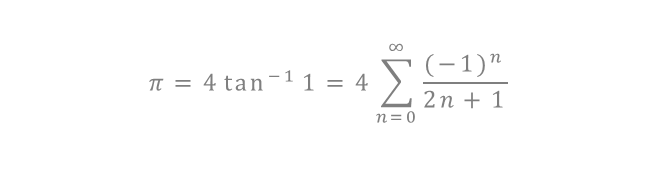 π = 4 tan⁻¹ 1 = 4 ∑_{n=0}^{∞} (−1)ⁿ / (2n + 1)